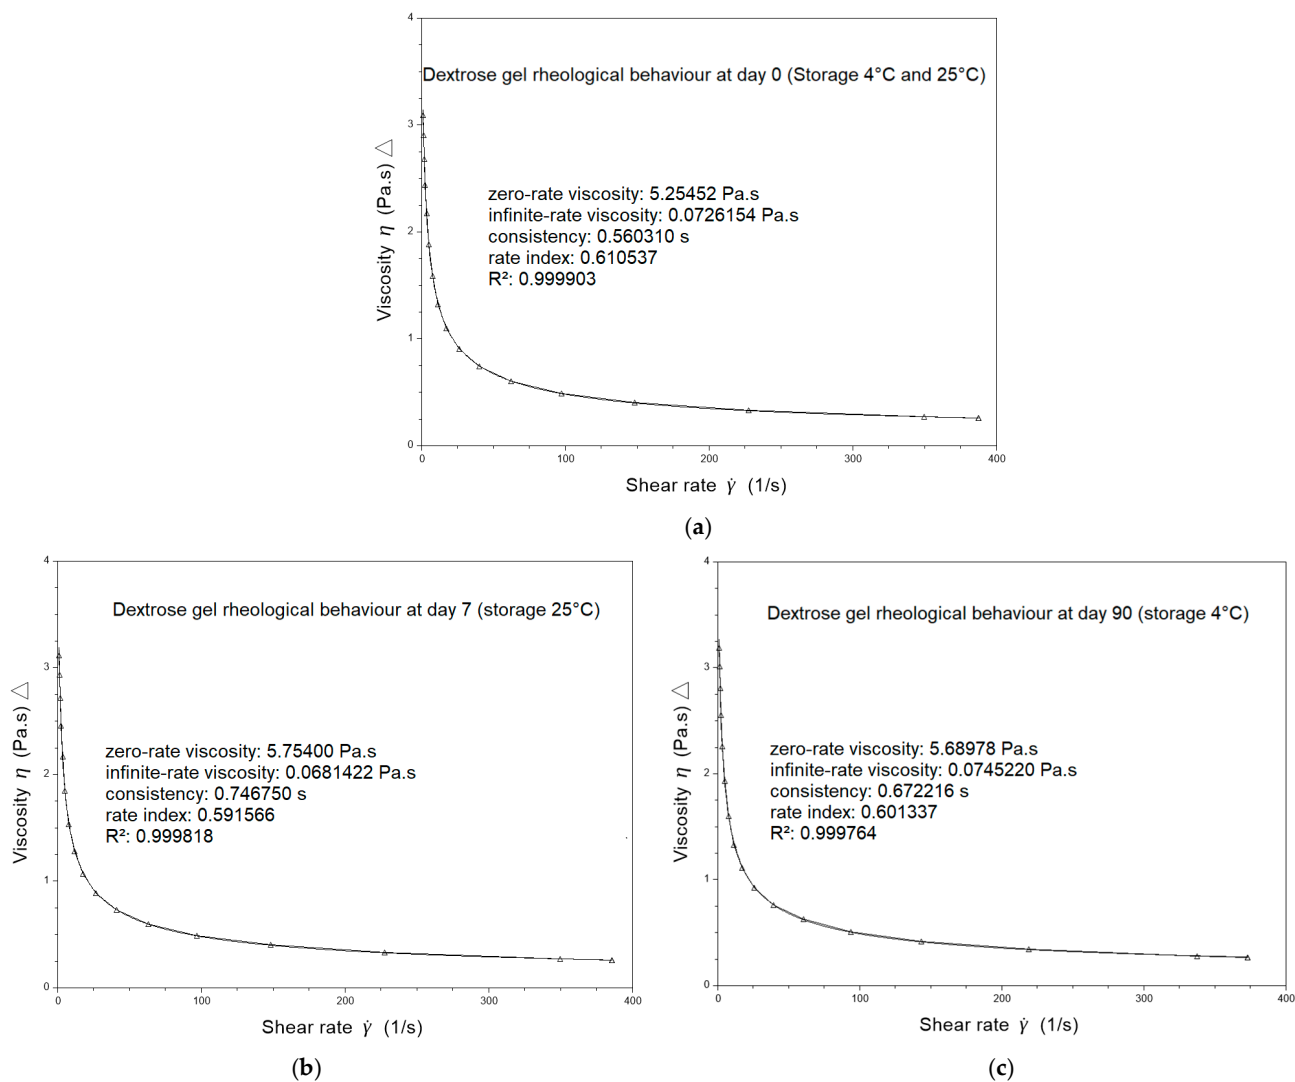 4
Dextrose gel rheological behaviour at day 0 (Storage 4°C and 25°C)
3
Viscosity η (Pa.s) △
zero-rate viscosity: 5.25452 Pa.s
infinite-rate viscosity: 0.0726154 Pa.s
consistency: 0.560310 s
rate index: 0.610537
R²: 0.999903
2
1
0
0 100 200 300 400
Shear rate γ̇ (1/s)
(a)
4
Dextrose gel rheological behaviour at day 7 (storage 25°C)
3
Viscosity η (Pa.s) △
zero-rate viscosity: 5.75400 Pa.s
infinite-rate viscosity: 0.0681422 Pa.s
consistency: 0.746750 s
rate index: 0.591566
R²: 0.999818
2
1
0
0 100 200 300 400
Shear rate γ̇ (1/s)
(b)
4
Dextrose gel rheological behaviour at day 90 (storage 4°C)
3
Viscosity η (Pa.s) △
zero-rate viscosity: 5.68978 Pa.s
infinite-rate viscosity: 0.0745220 Pa.s
consistency: 0.672216 s
rate index: 0.601337
R²: 0.999764
2
1
0
0 100 200 300 400
Shear rate γ̇ (1/s)
(c)